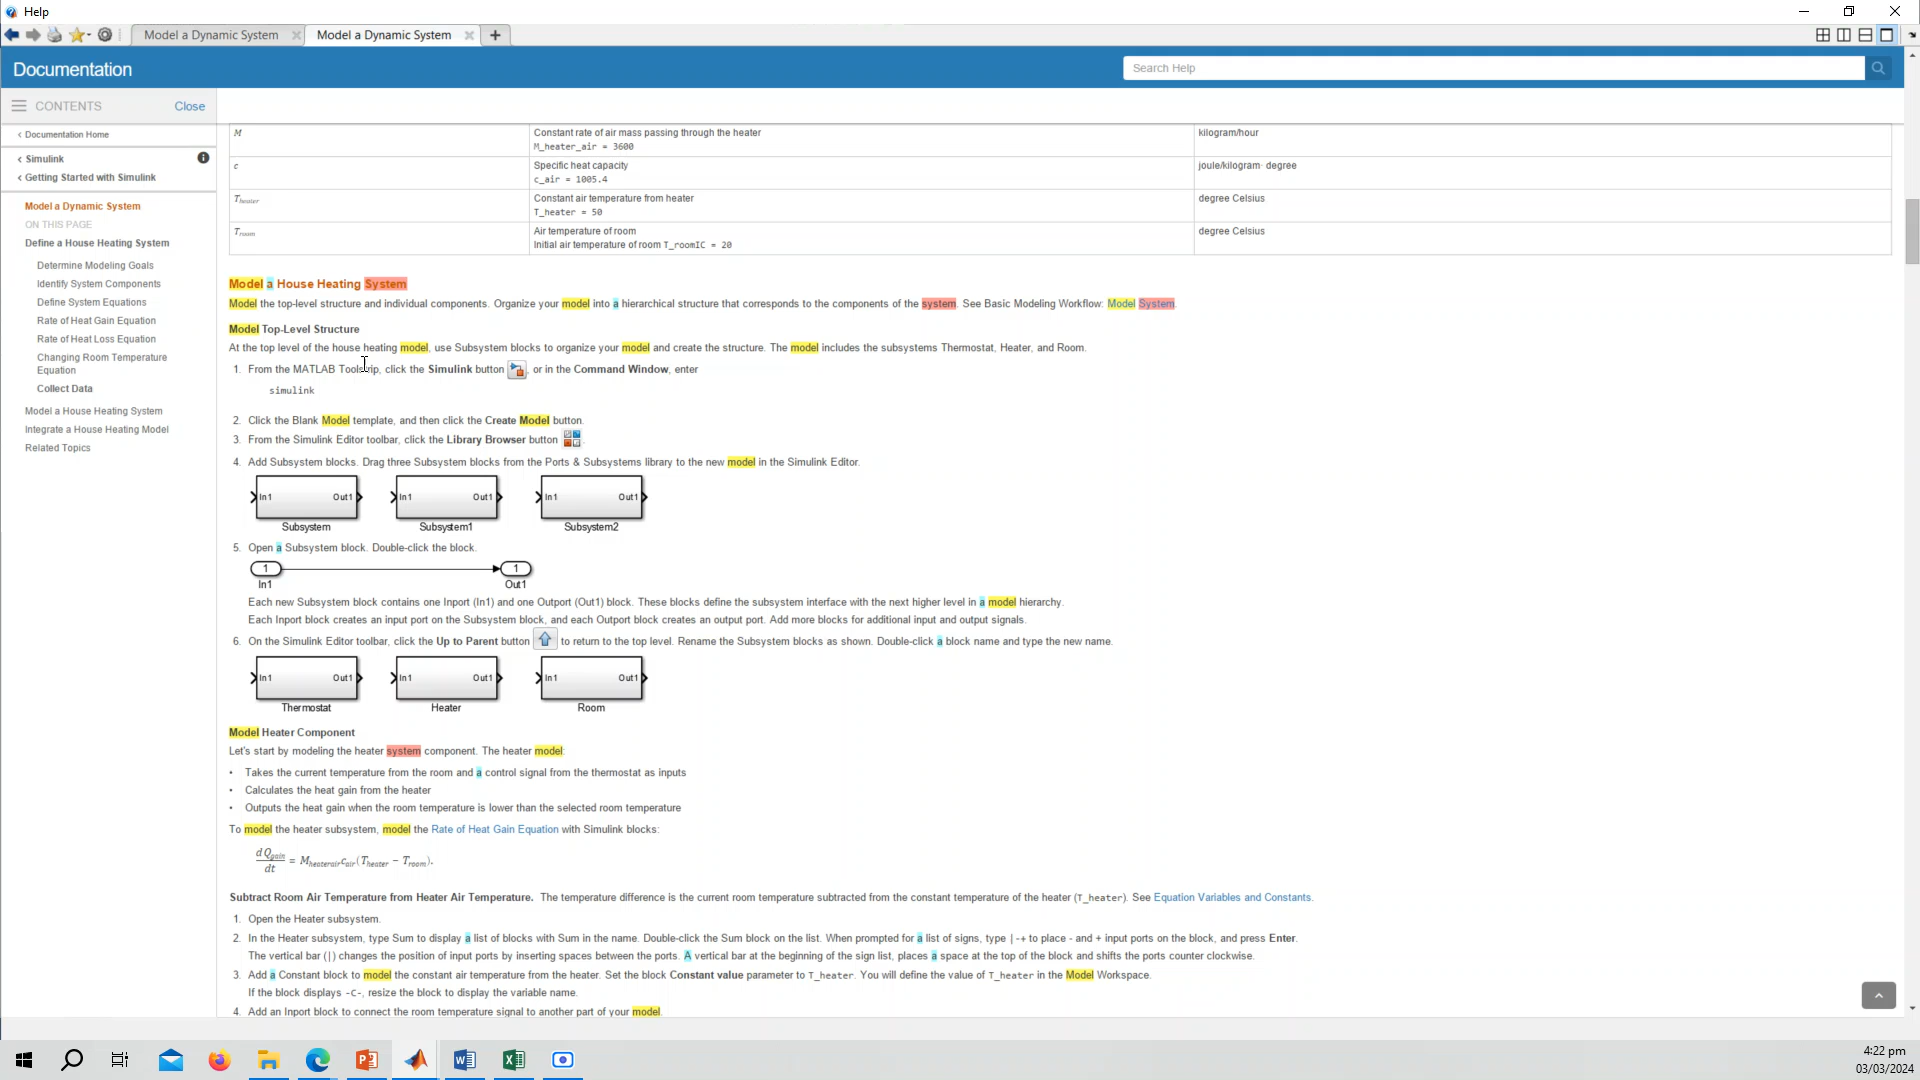 Help
Model a Dynamic System
Model a Dynamic System
Documentation
Search Help
CONTENTS
Close
Documentation Home
Simulink
Getting Started with Simulink
Model a Dynamic System
ON THIS PAGE
Define a House Heating System
Determine Modeling Goals
Identify System Components
Define System Equations
Rate of Heat Gain Equation
Rate of Heat Loss Equation
Changing Room Temperature
Equation
Collect Data
Model a House Heating System
Integrate a House Heating Model
Related Topics
M Constant rate of air mass passing through the heater kilogram/hour
M_heater_air = 3600
c Specific heat capacity joule/kilogram· degree
c_air = 1005.4
Theater Constant air temperature from heater degree Celsius
T_heater = 50
Troom Air temperature of room degree Celsius
Initial air temperature of room T_roomIC = 20
Model a House Heating System
Model the top-level structure and individual components. Organize your model into a hierarchical structure that corresponds to the components of the system. See Basic Modeling Workflow: Model System.
Model Top-Level Structure
At the top level of the house heating model, use Subsystem blocks to organize your model and create the structure. The model includes the subsystems Thermostat, Heater, and Room.
1. From the MATLAB Toolstrip, click the Simulink button , or in the Command Window, enter
simulink
2. Click the Blank Model template, and then click the Create Model button.
3. From the Simulink Editor toolbar, click the Library Browser button .
4. Add Subsystem blocks. Drag three Subsystem blocks from the Ports & Subsystems library to the new model in the Simulink Editor.
In1 Out1 In1 Out1 In1 Out1
Subsystem Subsystem1 Subsystem2
5. Open a Subsystem block. Double-click the block.
1 1
In1 Out1
Each new Subsystem block contains one Inport (In1) and one Outport (Out1) block. These blocks define the subsystem interface with the next higher level in a model hierarchy.
Each Inport block creates an input port on the Subsystem block, and each Outport block creates an output port. Add more blocks for additional input and output signals.
6. On the Simulink Editor toolbar, click the Up to Parent button to return to the top level. Rename the Subsystem blocks as shown. Double-click a block name and type the new name.
In1 Out1 In1 Out1 In1 Out1
Thermostat Heater Room
Model Heater Component
Let's start by modeling the heater system component. The heater model:
• Takes the current temperature from the room and a control signal from the thermostat as inputs
• Calculates the heat gain from the heater
• Outputs the heat gain when the room temperature is lower than the selected room temperature
To model the heater subsystem, model the Rate of Heat Gain Equation with Simulink blocks:
dQgain/dt = Mheateraircair(Theater − Troom).
Subtract Room Air Temperature from Heater Air Temperature. The temperature difference is the current room temperature subtracted from the constant temperature of the heater (T_heater). See Equation Variables and Constants.
1. Open the Heater subsystem.
2. In the Heater subsystem, type Sum to display a list of blocks with Sum in the name. Double-click the Sum block on the list. When prompted for a list of signs, type |-+ to place - and + input ports on the block, and press Enter.
The vertical bar (|) changes the position of input ports by inserting spaces between the ports. A vertical bar at the beginning of the sign list, places a space at the top of the block and shifts the ports counter clockwise.
3. Add a Constant block to model the constant air temperature from the heater. Set the block Constant value parameter to T_heater. You will define the value of T_heater in the Model Workspace.
If the block displays -C-, resize the block to display the variable name.
4. Add an Inport block to connect the room temperature signal to another part of your model.
4:22 pm
03/03/2024